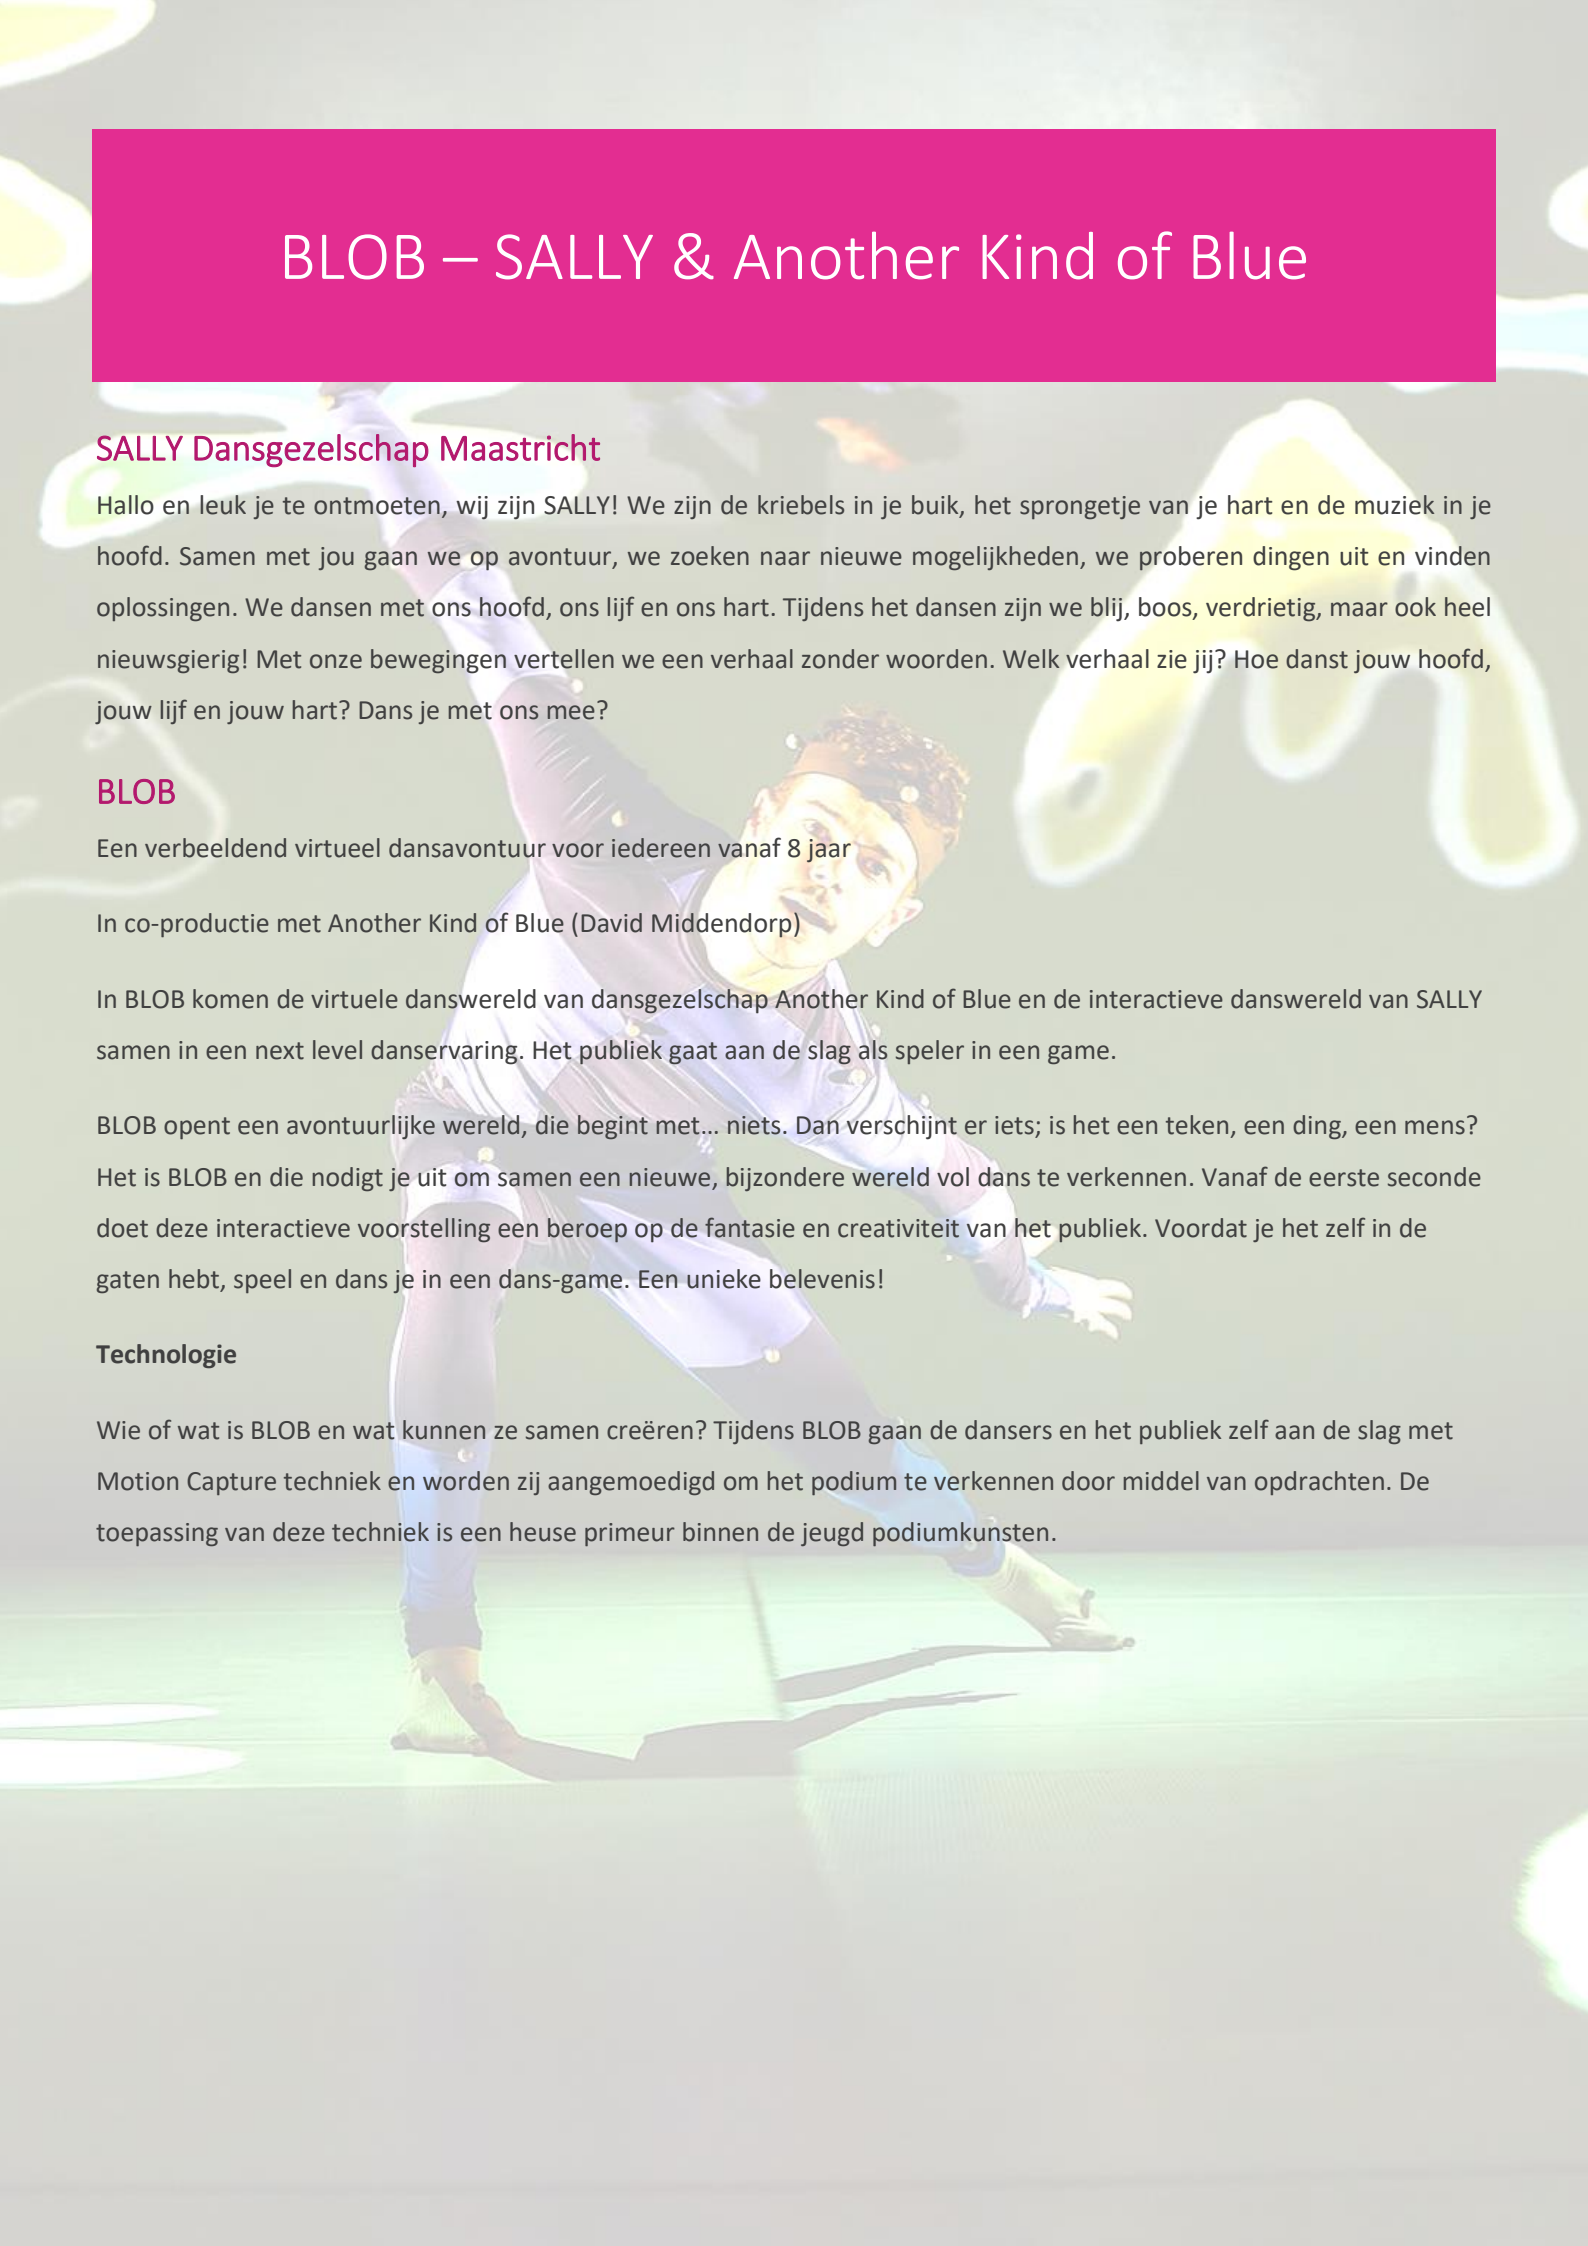 BLOB – SALLY & Another Kind of Blue
SALLY Dansgezelschap Maastricht
Hallo en leuk je te ontmoeten, wij zijn SALLY! We zijn de kriebels in je buik, het sprongetje van je hart en de muziek in je
hoofd. Samen met jou gaan we op avontuur, we zoeken naar nieuwe mogelijkheden, we proberen dingen uit en vinden
oplossingen. We dansen met ons hoofd, ons lijf en ons hart. Tijdens het dansen zijn we blij, boos, verdrietig, maar ook heel
nieuwsgierig! Met onze bewegingen vertellen we een verhaal zonder woorden. Welk verhaal zie jij? Hoe danst jouw hoofd,
jouw lijf en jouw hart? Dans je met ons mee?
BLOB
Een verbeeldend virtueel dansavontuur voor iedereen vanaf 8 jaar
In co-productie met Another Kind of Blue (David Middendorp)
In BLOB komen de virtuele danswereld van dansgezelschap Another Kind of Blue en de interactieve danswereld van SALLY
samen in een next level danservaring. Het publiek gaat aan de slag als speler in een game.
BLOB opent een avontuurlijke wereld, die begint met… niets. Dan verschijnt er iets; is het een teken, een ding, een mens?
Het is BLOB en die nodigt je uit om samen een nieuwe, bijzondere wereld vol dans te verkennen. Vanaf de eerste seconde
doet deze interactieve voorstelling een beroep op de fantasie en creativiteit van het publiek. Voordat je het zelf in de
gaten hebt, speel en dans je in een dans-game. Een unieke belevenis!
Technologie
Wie of wat is BLOB en wat kunnen ze samen creëren? Tijdens BLOB gaan de dansers en het publiek zelf aan de slag met
Motion Capture techniek en worden zij aangemoedigd om het podium te verkennen door middel van opdrachten. De
toepassing van deze techniek is een heuse primeur binnen de jeugd podiumkunsten.